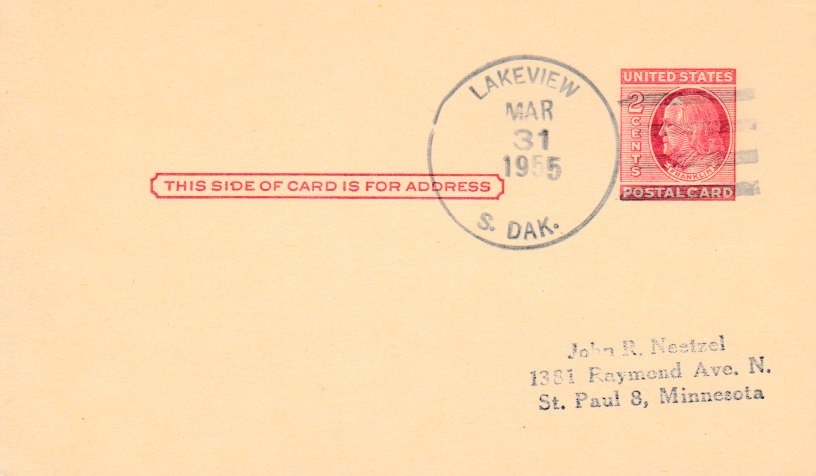 LAKEVIEW
MAR
31
1955
S. DAK.
UNITED STATES
2
CENTS
FRANKLIN
POSTAL CARD
THIS SIDE OF CARD IS FOR ADDRESS
John R. Neetzel
1381 Raymond Ave. N.
St. Paul 8, Minnesota